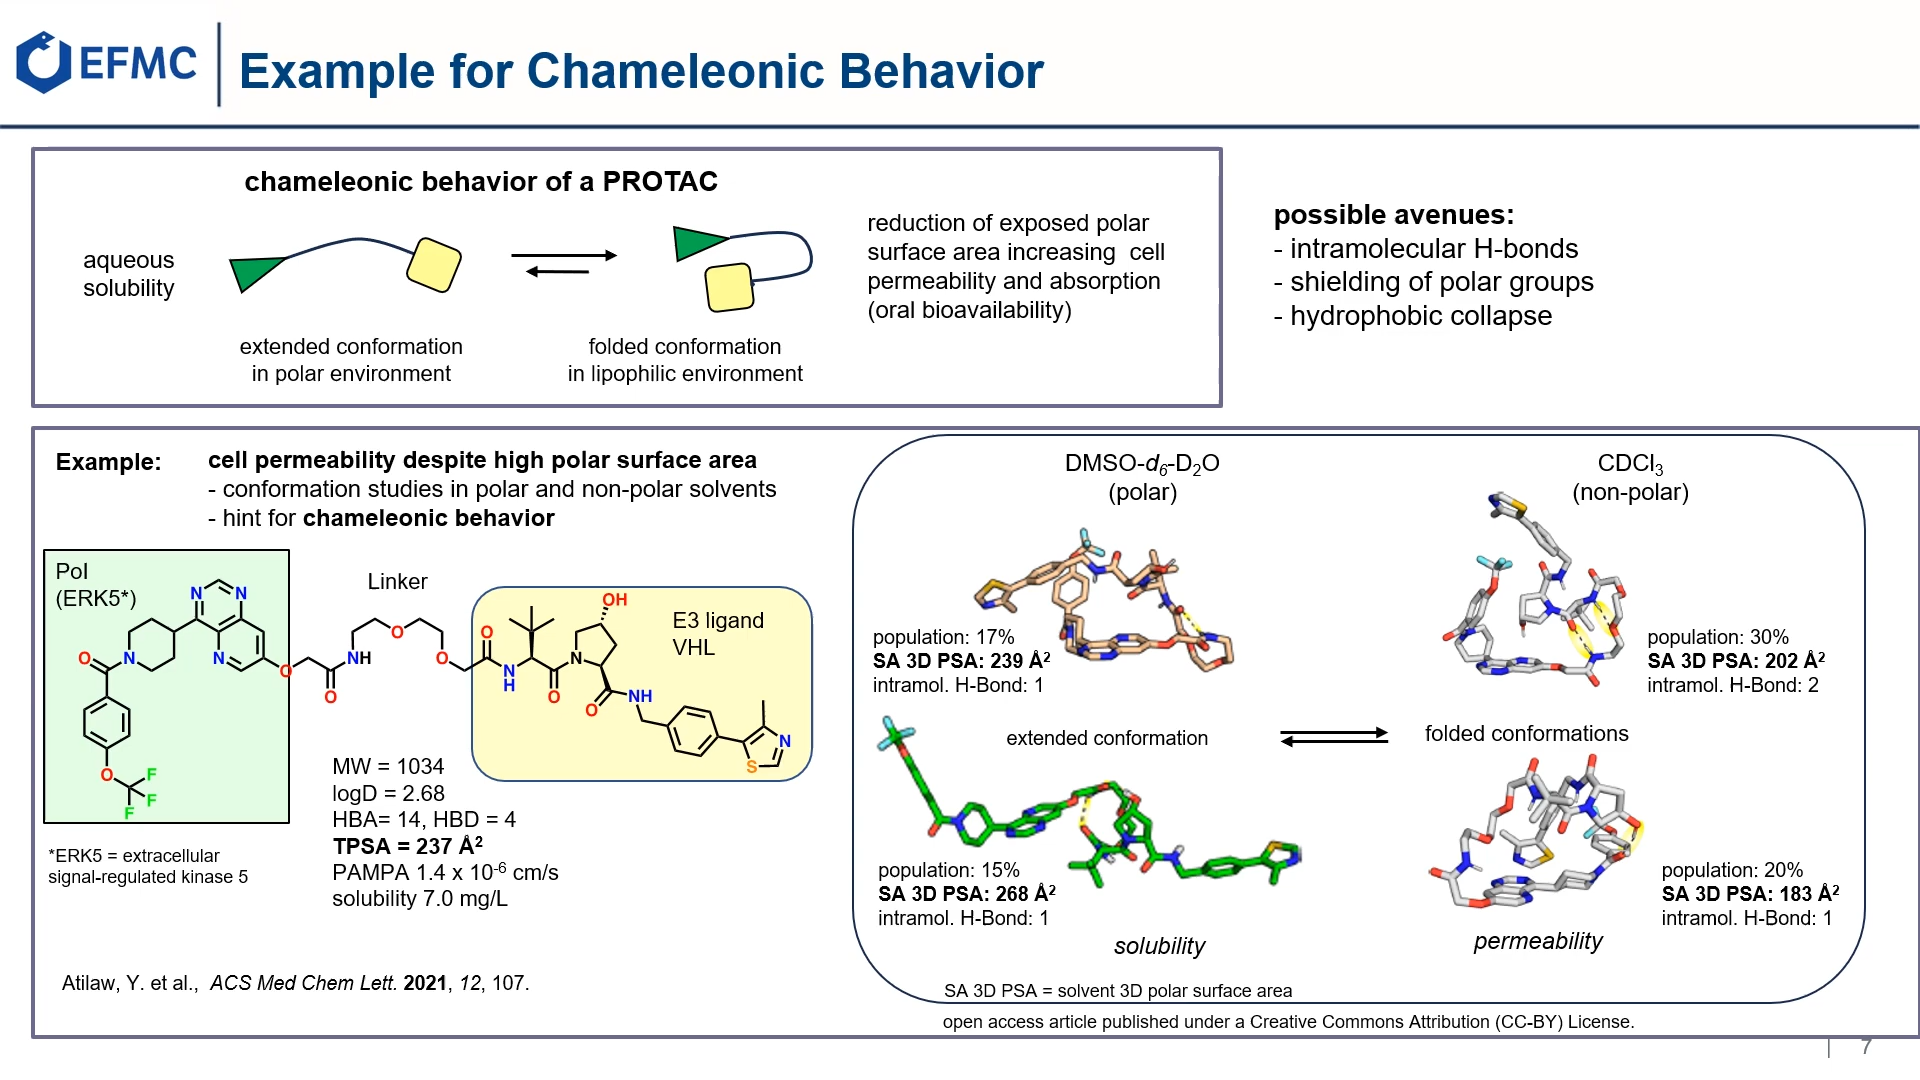 EFMC
Example for Chameleonic Behavior
chameleonic behavior of a PROTAC
aqueous
solubility
extended conformation
in polar environment
folded conformation
in lipophilic environment
reduction of exposed polar
surface area increasing cell
permeability and absorption
(oral bioavailability)
possible avenues:
- intramolecular H-bonds
- shielding of polar groups
- hydrophobic collapse
Example:
cell permeability despite high polar surface area
- conformation studies in polar and non-polar solvents
- hint for chameleonic behavior
PoI
(ERK5*)
N
N
N
N
O
O
F
F
F
O
O
NH
Linker
O
O
O
N
H
O
N
OH
O
NH
N
S
E3 ligand
VHL
MW = 1034
logD = 2.68
HBA= 14, HBD = 4
TPSA = 237 Å²
PAMPA 1.4 x 10⁻⁶ cm/s
solubility 7.0 mg/L
*ERK5 = extracellular
signal-regulated kinase 5
Atilaw, Y. et al., ACS Med Chem Lett. 2021, 12, 107.
DMSO-d₆-D₂O
(polar)
CDCl₃
(non-polar)
population: 17%
SA 3D PSA: 239 Å²
intramol. H-Bond: 1
population: 30%
SA 3D PSA: 202 Å²
intramol. H-Bond: 2
extended conformation
folded conformations
population: 15%
SA 3D PSA: 268 Å²
intramol. H-Bond: 1
population: 20%
SA 3D PSA: 183 Å²
intramol. H-Bond: 1
solubility
permeability
SA 3D PSA = solvent 3D polar surface area
open access article published under a Creative Commons Attribution (CC-BY) License.
7